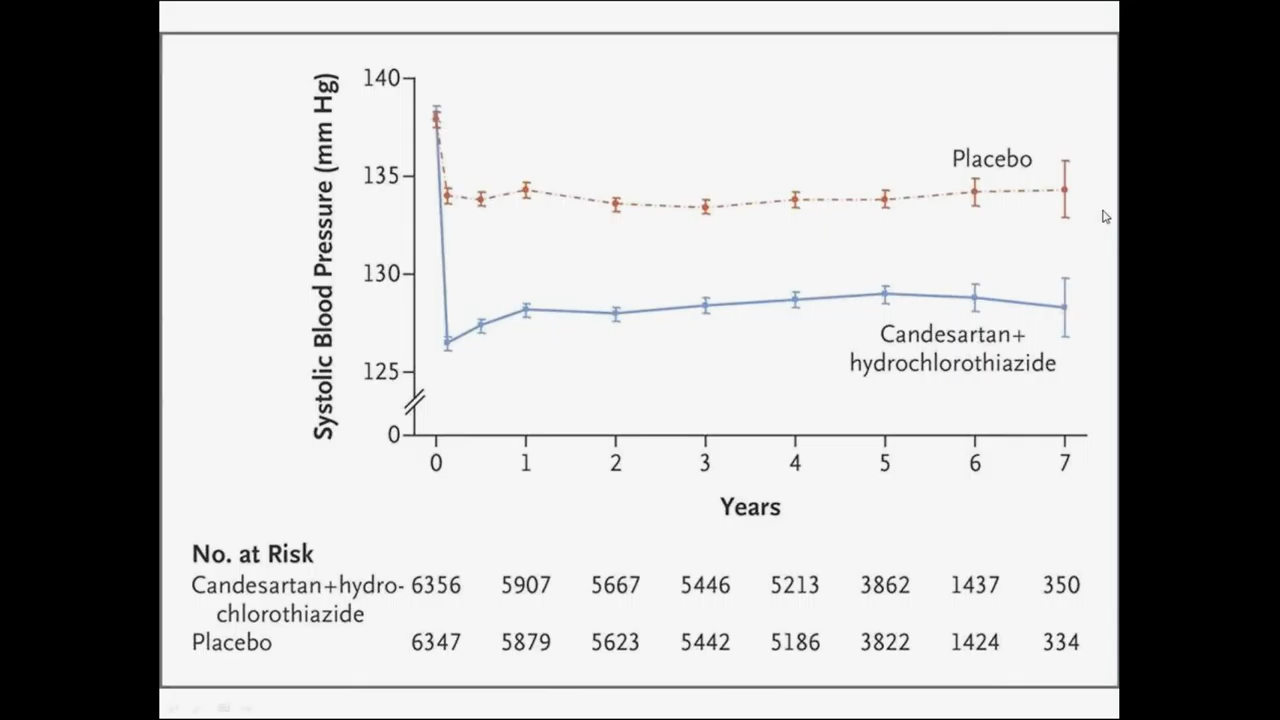 Systolic Blood Pressure (mm Hg)
140
135
130
125
0
Placebo
Candesartan+
hydrochlorothiazide
0 1 2 3 4 5 6 7
Years
No. at Risk
Candesartan+hydro- 6356 5907 5667 5446 5213 3862 1437 350
chlorothiazide
Placebo 6347 5879 5623 5442 5186 3822 1424 334